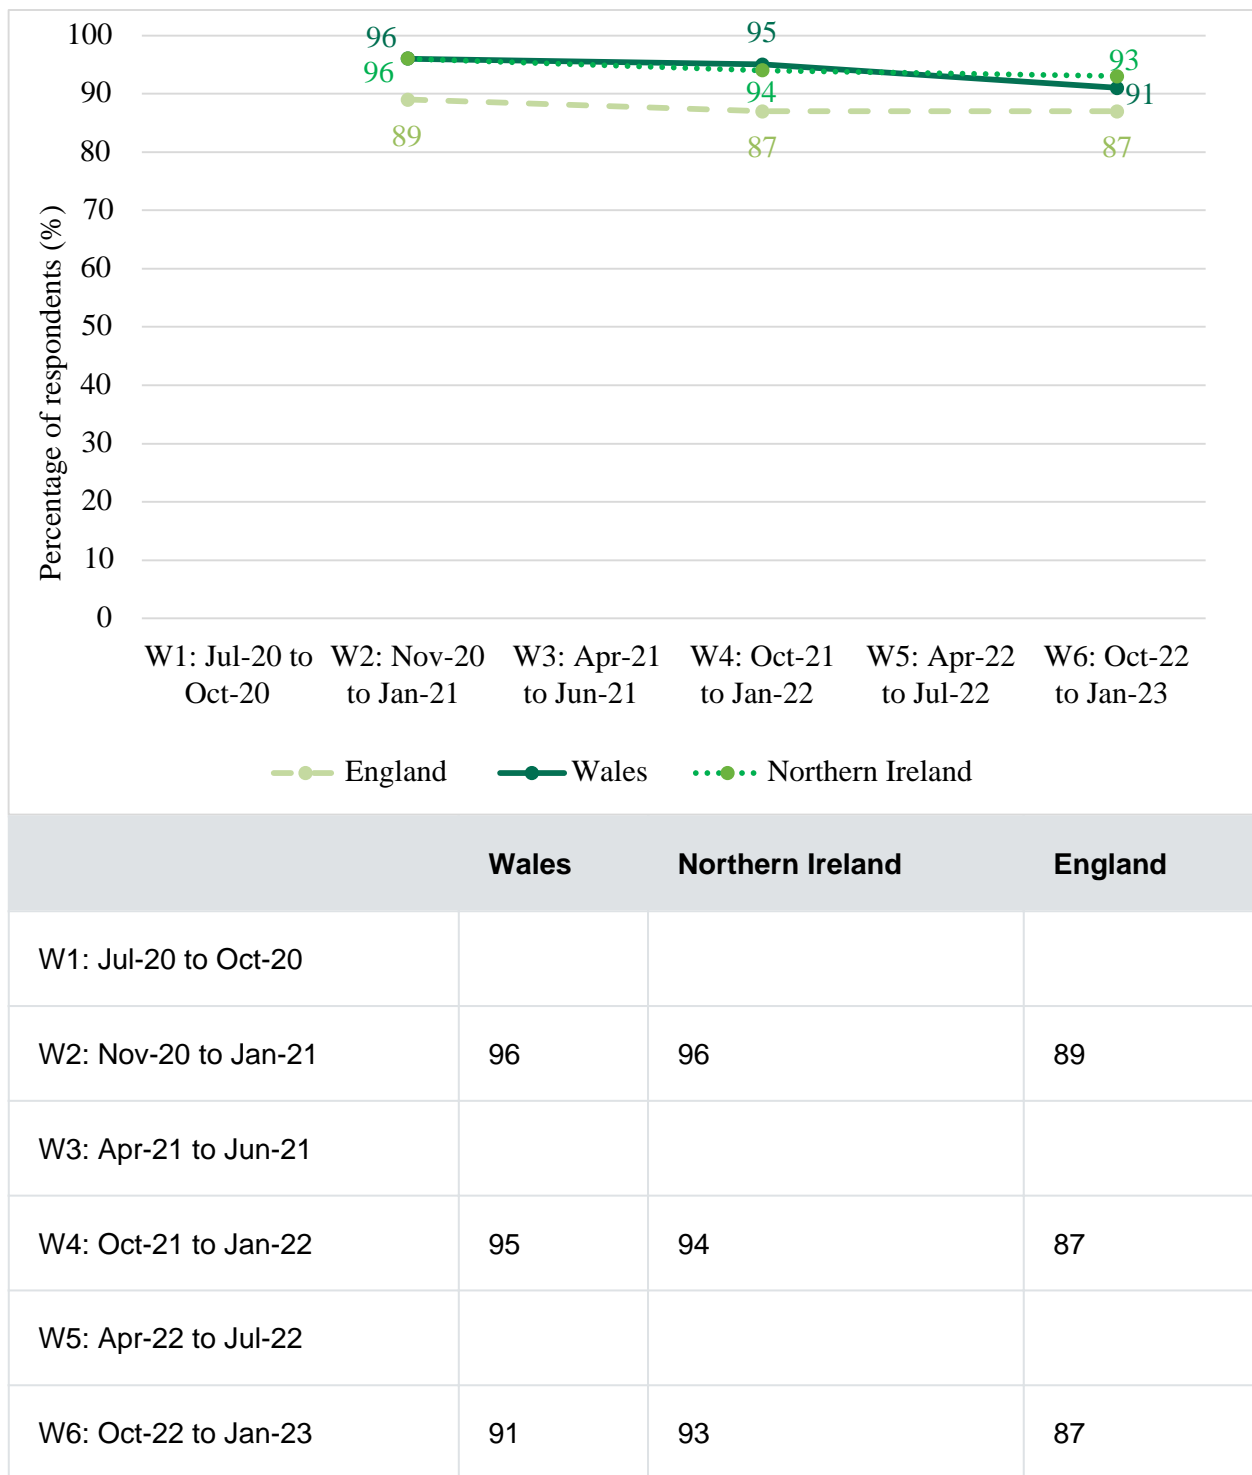 100
90
80
70
60
50
40
30
20
10
0
Percentage of respondents (%)
96
95
93
96
94
91
89
87
87
W1: Jul-20 to W2: Nov-20 W3: Apr-21 W4: Oct-21 W5: Apr-22 W6: Oct-22
Oct-20 to Jan-21 to Jun-21 to Jan-22 to Jul-22 to Jan-23
England Wales Northern Ireland
Wales Northern Ireland England
W1: Jul-20 to Oct-20
W2: Nov-20 to Jan-21 96 96 89
W3: Apr-21 to Jun-21
W4: Oct-21 to Jan-22 95 94 87
W5: Apr-22 to Jul-22
W6: Oct-22 to Jan-23 91 93 87